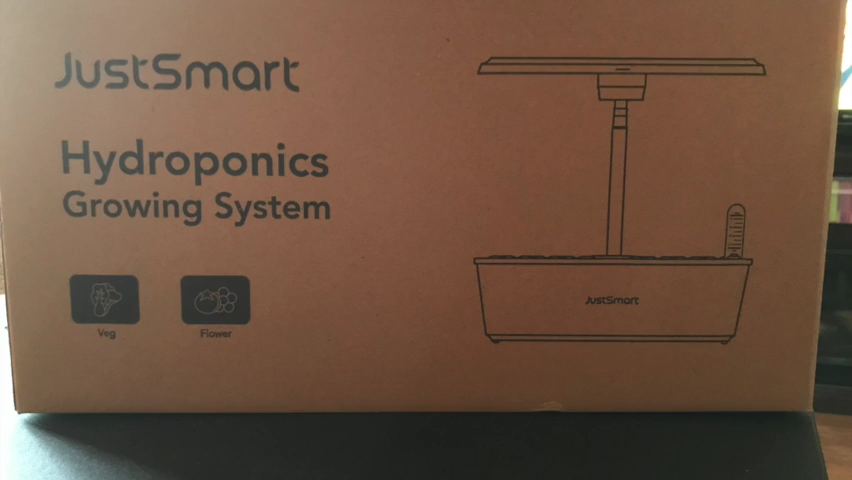 JustSmart
Hydroponics
Growing System
Veg
Flower
JustSmart